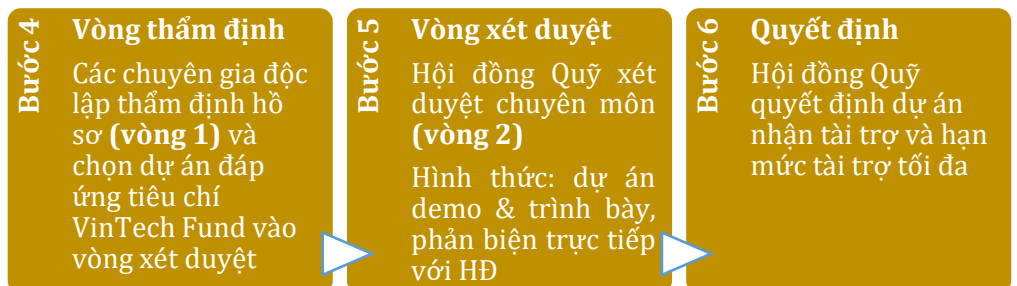 Bước 4
Vòng thẩm định
Các chuyên gia độc
lập thẩm định hồ
sơ (vòng 1) và
chọn dự án đáp
ứng tiêu chí
VinTech Fund vào
vòng xét duyệt
Bước 5
Vòng xét duyệt
Hội đồng Quỹ xét
duyệt chuyên môn
(vòng 2)
Hình thức: dự án
demo & trình bày,
phản biện trực tiếp
với HĐ
Bước 6
Quyết định
Hội đồng Quỹ
quyết định dự án
nhận tài trợ và hạn
mức tài trợ tối đa